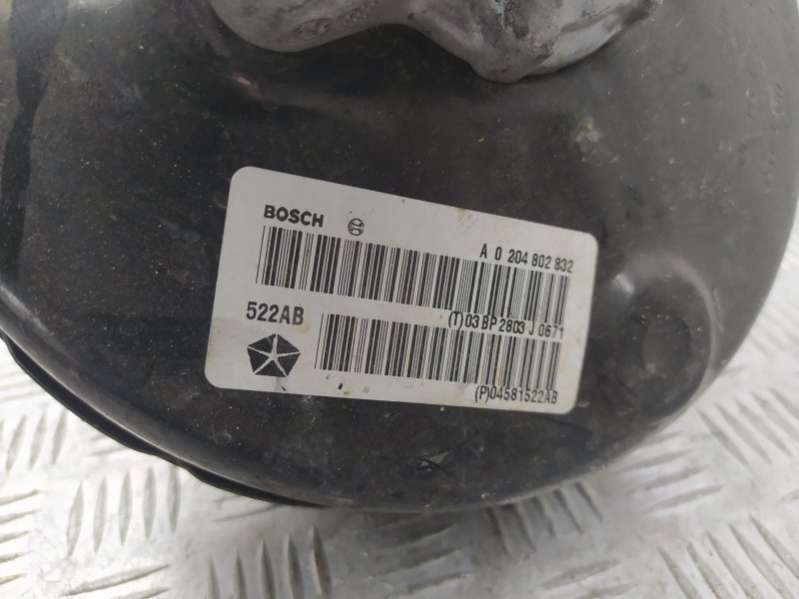 BOSCH
A 0 204 802 832
522AB
(T)03 BP 2803 J 0671
(P)04581522AB